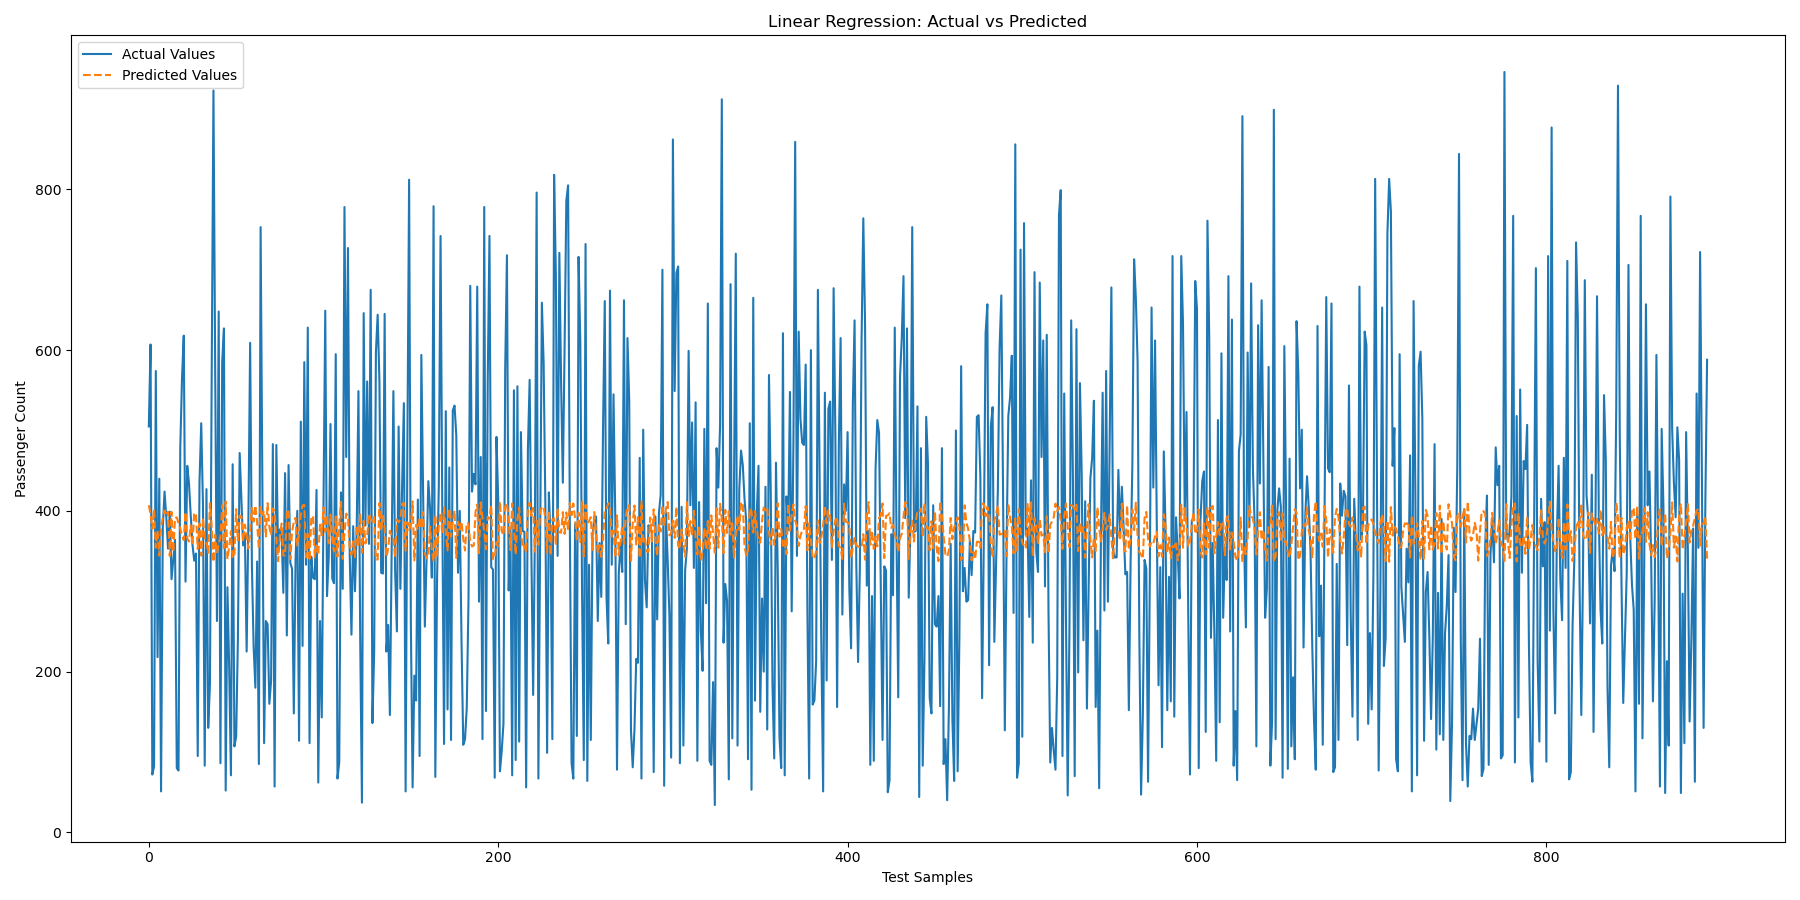 Linear Regression: Actual vs Predicted
Actual Values
Predicted Values
Passenger Count
800
600
400
200
0
0 200 400 600 800
Test Samples